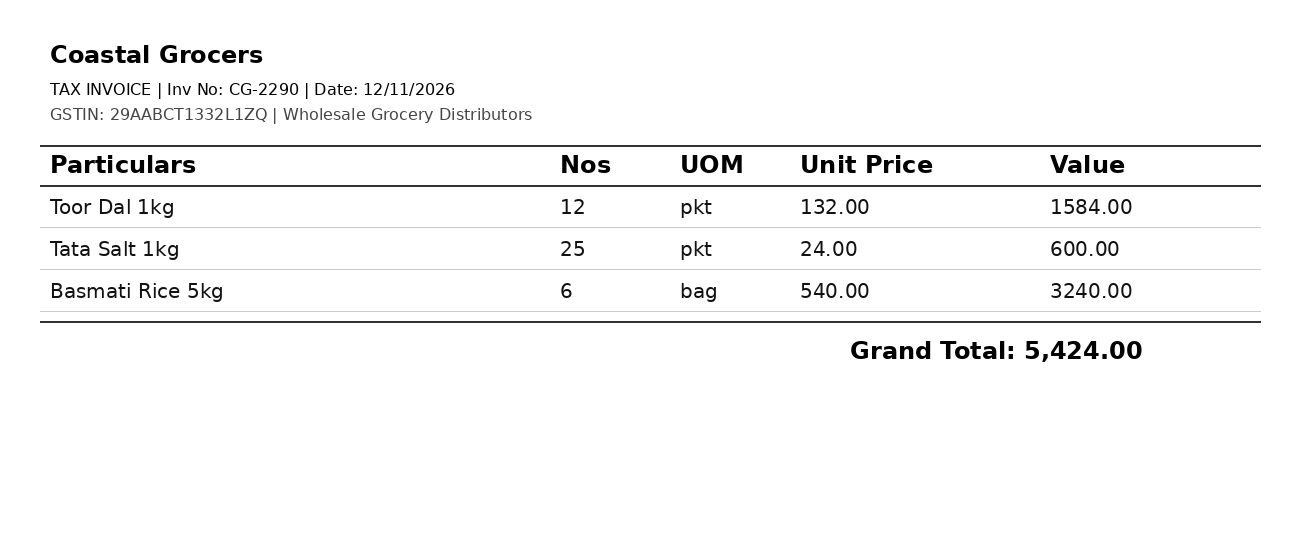 Coastal Grocers
TAX INVOICE | Inv No: CG-2290 | Date: 12/11/2026
GSTIN: 29AABCT1332L1ZQ | Wholesale Grocery Distributors
Particulars Nos UOM Unit Price Value
Toor Dal 1kg 12 pkt 132.00 1584.00
Tata Salt 1kg 25 pkt 24.00 600.00
Basmati Rice 5kg 6 bag 540.00 3240.00
Grand Total: 5,424.00